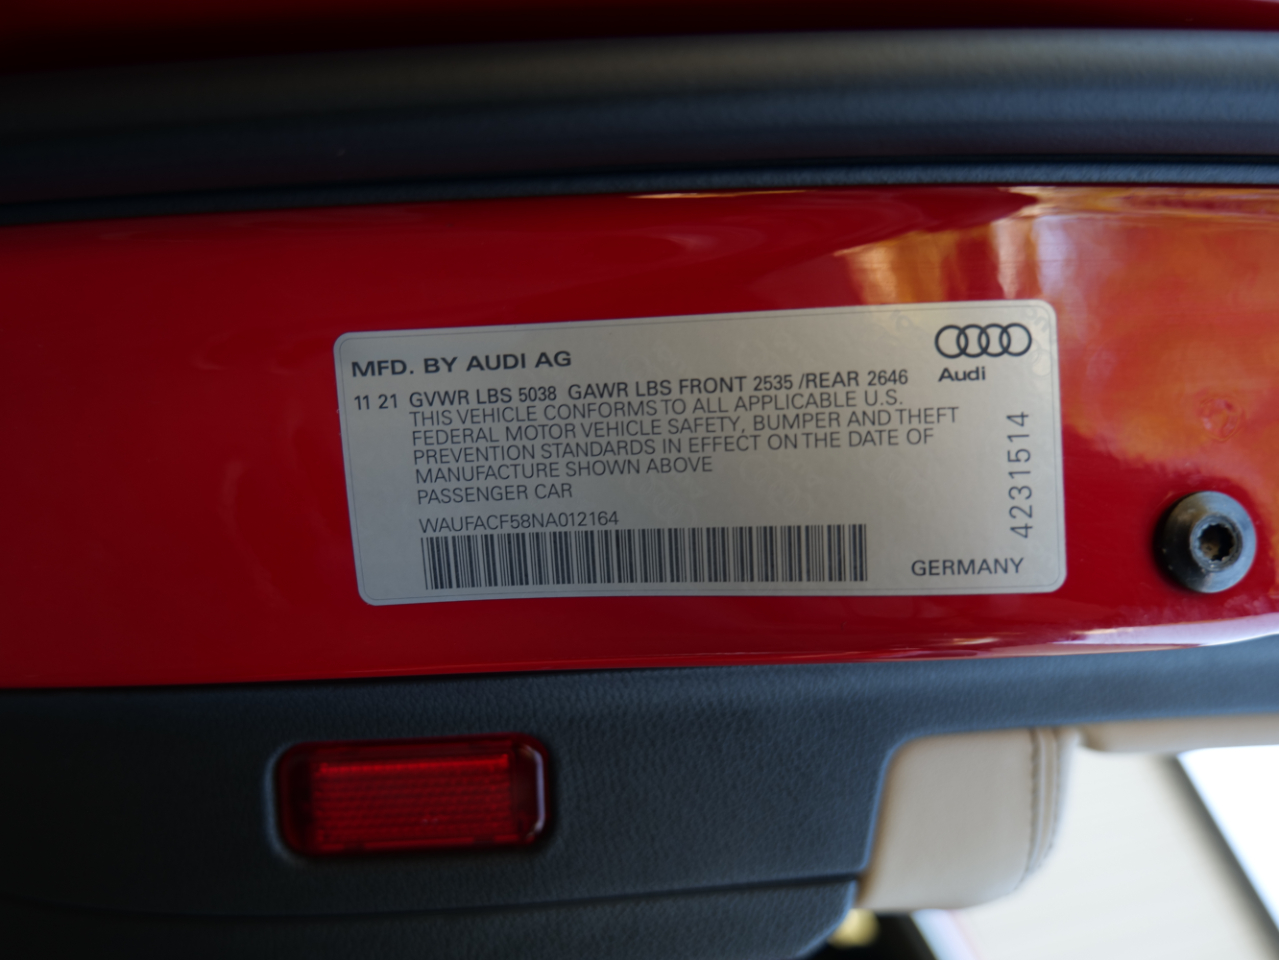 MFD. BY AUDI AG
Audi
11 21 GVWR LBS 5038 GAWR LBS FRONT 2535 /REAR 2646
THIS VEHICLE CONFORMS TO ALL APPLICABLE U.S.
FEDERAL MOTOR VEHICLE SAFETY, BUMPER AND THEFT
PREVENTION STANDARDS IN EFFECT ON THE DATE OF
MANUFACTURE SHOWN ABOVE
PASSENGER CAR
WAUFACF58NA012164
4231514
GERMANY